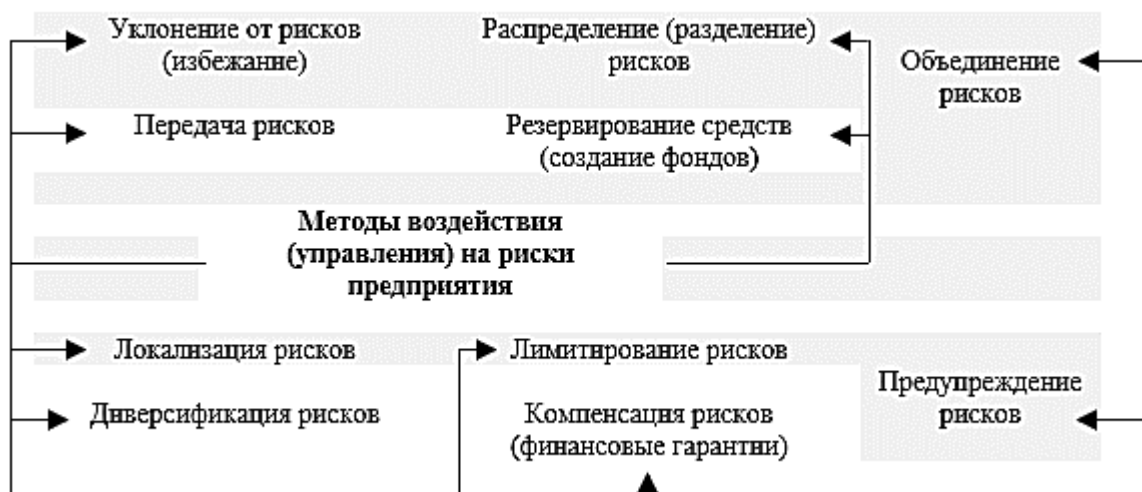 Уклонение от рисков
(избежание)
Распределение (разделение)
рисков
Объединение
рисков
Передача рисков
Резервирование средств
(создание фондов)
Методы воздействия
(управления) на риски
предприятия
Локализация рисков
Лимитирование рисков
Предупреждение
рисков
Диверсификация рисков
Компенсация рисков
(финансовые гарантии)